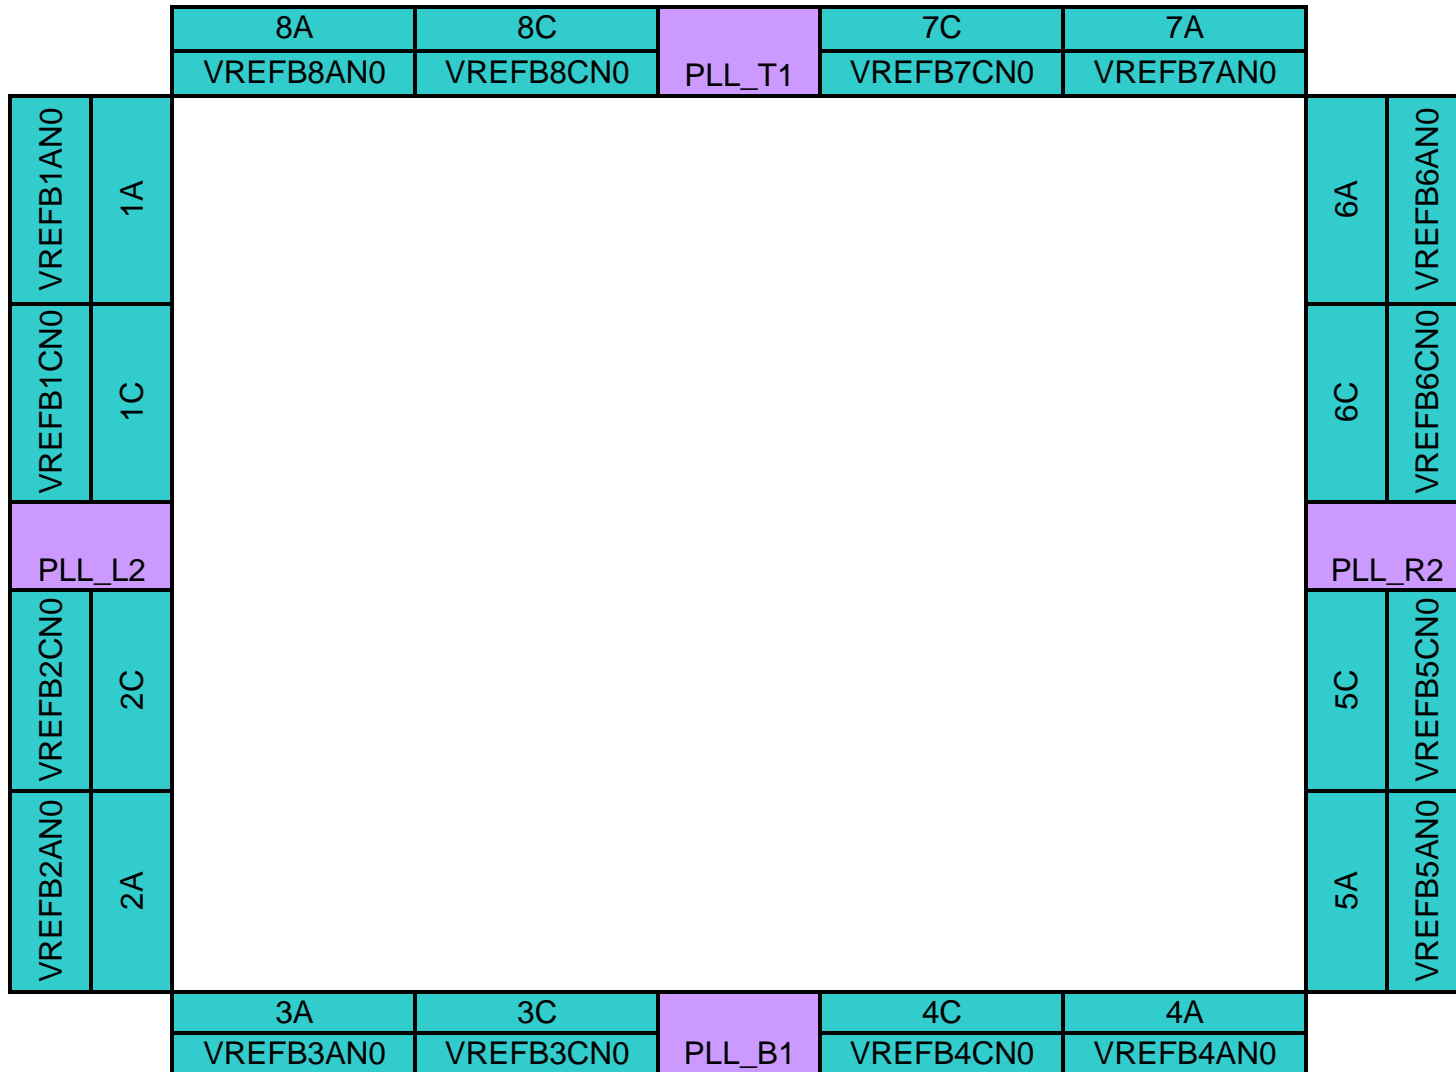 8A 8C 7C 7A
VREFB8AN0 VREFB8CN0 PLL_T1 VREFB7CN0 VREFB7AN0
VREFB1AN0 1A 6A VREFB6AN0
VREFB1CN0 1C 6C VREFB6CN0
PLL_L2 PLL_R2
VREFB2CN0 2C 5C VREFB5CN0
VREFB2AN0 2A 5A VREFB5AN0
3A 3C 4C 4A
VREFB3AN0 VREFB3CN0 PLL_B1 VREFB4CN0 VREFB4AN0